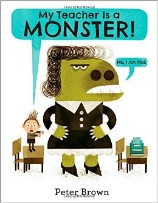 My Teacher Is a
MONSTER!
No, I Am Not.
Peter Brown